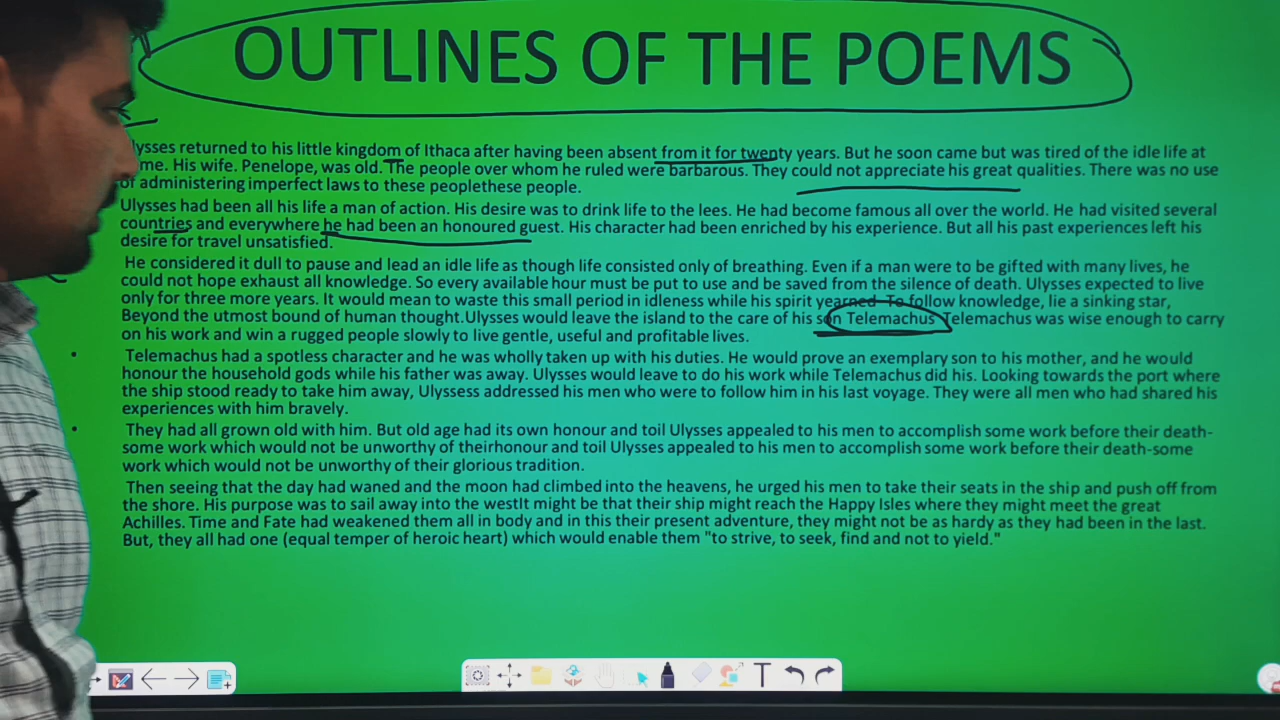 OUTLINES OF THE POEMS
lysses returned to his little kingdom of Ithaca after having been absent from it for twenty years. But he soon came but was tired of the idle life at
me. His wife. Penelope, was old. The people over whom he ruled were barbarous. They could not appreciate his great qualities. There was no use
of administering imperfect laws to these peoplethese people.
Ulysses had been all his life a man of action. His desire was to drink life to the lees. He had become famous all over the world. He had visited several
countries and everywhere he had been an honoured guest. His character had been enriched by his experience. But all his past experiences left his
desire for travel unsatisfied.
He considered it dull to pause and lead an idle life as though life consisted only of breathing. Even if a man were to be gifted with many lives, he
could not hope exhaust all knowledge. So every available hour must be put to use and be saved from the silence of death. Ulysses expected to live
only for three more years. It would mean to waste this small period in idleness while his spirit yearned To follow knowledge, lie a sinking star,
Beyond the utmost bound of human thought.Ulysses would leave the island to the care of his son Telemachus Telemachus was wise enough to carry
on his work and win a rugged people slowly to live gentle, useful and profitable lives.
• Telemachus had a spotless character and he was wholly taken up with his duties. He would prove an exemplary son to his mother, and he would
honour the household gods while his father was away. Ulysses would leave to do his work while Telemachus did his. Looking towards the port where
the ship stood ready to take him away, Ulyssess addressed his men who were to follow him in his last voyage. They were all men who had shared his
experiences with him bravely.
• They had all grown old with him. But old age had its own honour and toil Ulysses appealed to his men to accomplish some work before their death-
some work which would not be unworthy of theirhonour and toil Ulysses appealed to his men to accomplish some work before their death-some
work which would not be unworthy of their glorious tradition.
Then seeing that the day had waned and the moon had climbed into the heavens, he urged his men to take their seats in the ship and push off from
the shore. His purpose was to sail away into the westIt might be that their ship might reach the Happy Isles where they might meet the great
Achilles. Time and Fate had weakened them all in body and in this their present adventure, they might not be as hardy as they had been in the last.
But, they all had one (equal temper of heroic heart) which would enable them "to strive, to seek, find and not to yield."
T